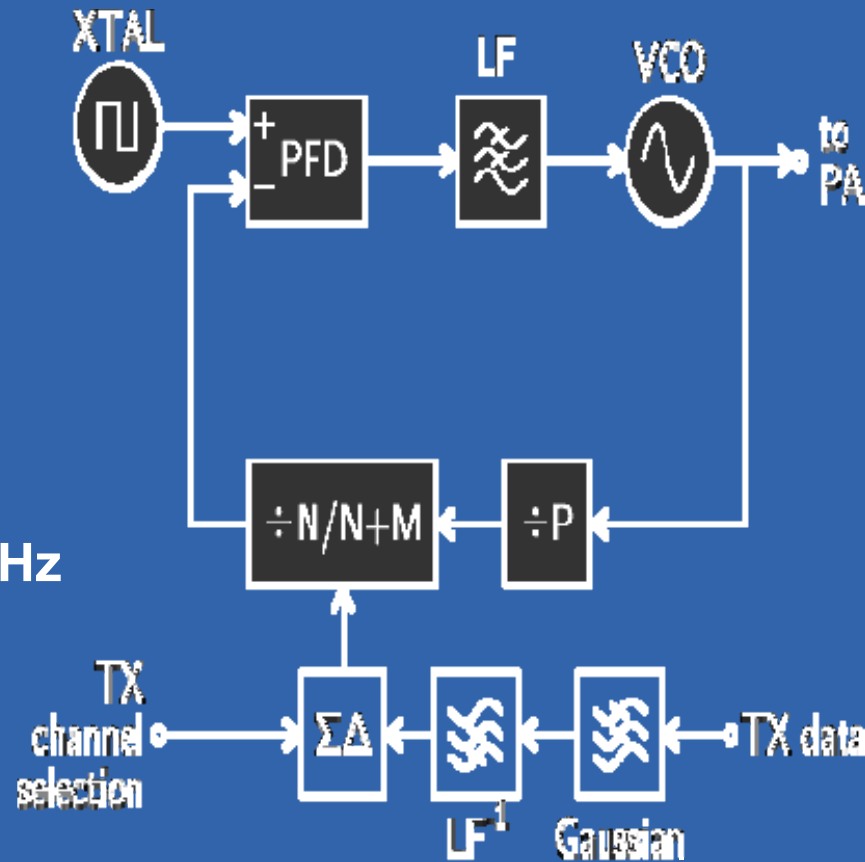 XTAL
LF
VCO
+
PFD
−
to
PA
÷N/N+M
÷P
Hz
TX
channel
selection
ΣΔ
TX data
LF⁻¹
Gaussian